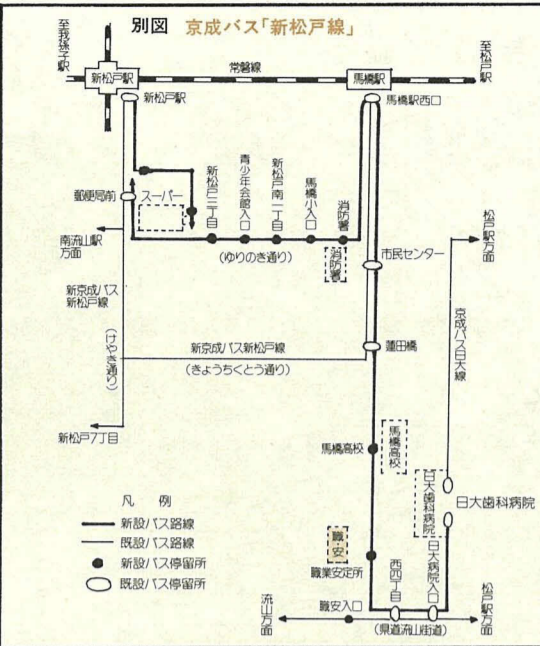 別図 京成バス「新松戸線」
至我孫子駅
新松戸駅
常磐線
馬橋駅
至松戸駅
新松戸駅
馬橋駅西口
郵便局前
スーパー
新松戸三丁目
青少年会館入口
新松戸南二丁目
馬橋小入口
消防署
消防署
(ゆりのき通り)
市民センター
松戸駅方面
南流山駅方面
新京成バス新松戸線
(けやき通り)
新京成バス新松戸線
(きょうちくとう通り)
蓮田橋
京成バス日大線
新松戸7丁目
馬橋高校
馬橋高校
日大歯科病院
日大歯科病院
凡例
新設バス路線
既設バス路線
新設バス停留所
既設バス停留所
職・安
職業安定所
西四丁目
日大病院入口
流山方面
職安入口
(県道流山街道)
松戸駅方面